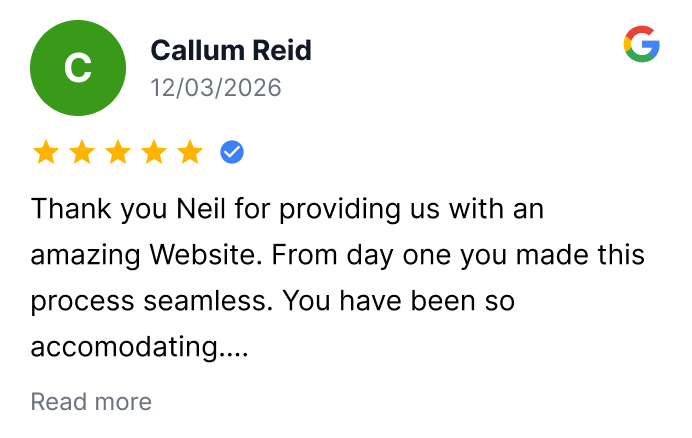 C
Callum Reid
12/03/2026
Thank you Neil for providing us with an
amazing Website. From day one you made this
process seamless. You have been so
accomodating....
Read more